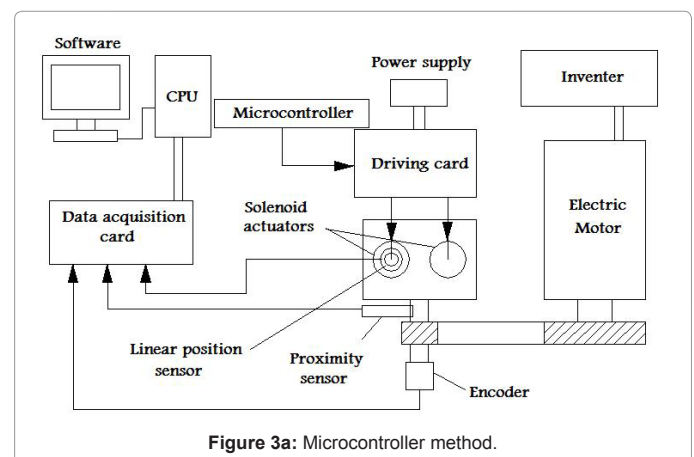 Software
CPU
Microcontroller
Power supply
Inventer
Driving card
Data acquisition
card
Solenoid
actuators
Electric
Motor
Linear position
sensor
Proximity
sensor
Encoder
Figure 3a: Microcontroller method.